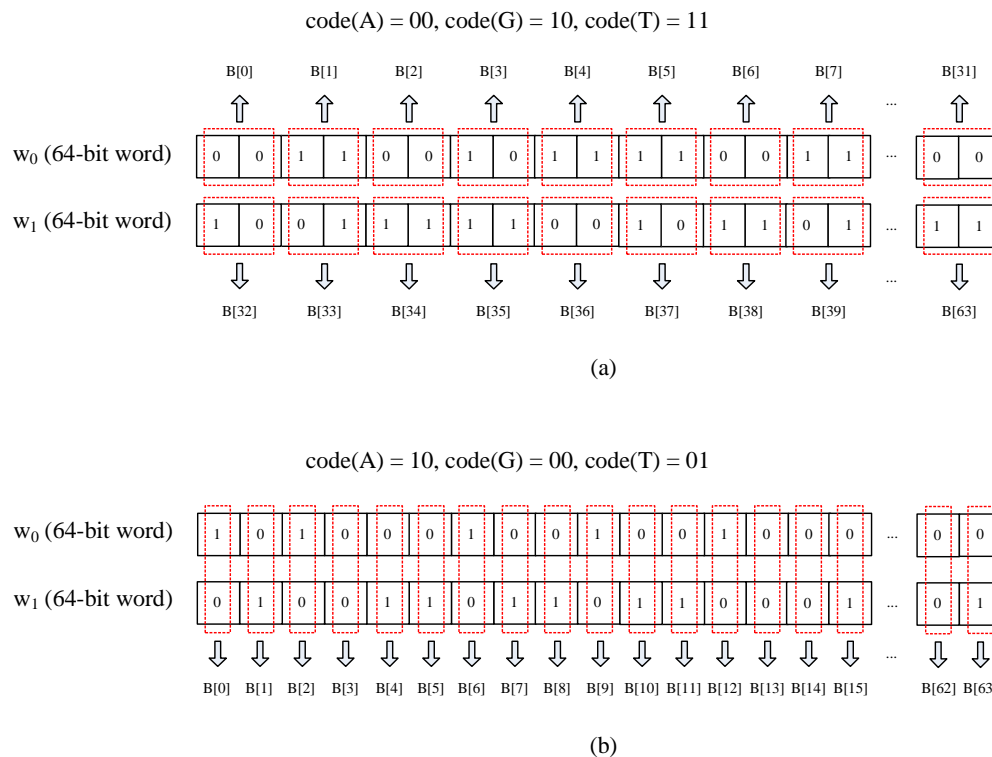 code(A) = 00, code(G) = 10, code(T) = 11
B[0] B[1] B[2] B[3] B[4] B[5] B[6] B[7] B[31]
...
w0 (64-bit word) 0 0 1 1 0 0 1 0 1 1 1 1 0 0 1 1 ... 0 0
w1 (64-bit word) 1 0 0 1 1 1 1 1 0 0 1 0 1 1 0 1 ... 1 1
...
B[32] B[33] B[34] B[35] B[36] B[37] B[38] B[39] B[63]
(a)
code(A) = 10, code(G) = 00, code(T) = 01
w0 (64-bit word) 1 0 1 0 0 0 1 0 0 1 0 0 1 0 0 0 ... 0 0
w1 (64-bit word) 0 1 0 0 1 1 0 1 1 0 1 1 0 0 0 1 ... 0 1
...
B[0] B[1] B[2] B[3] B[4] B[5] B[6] B[7] B[8] B[9] B[10] B[11] B[12] B[13] B[14] B[15] B[62] B[63]
(b)